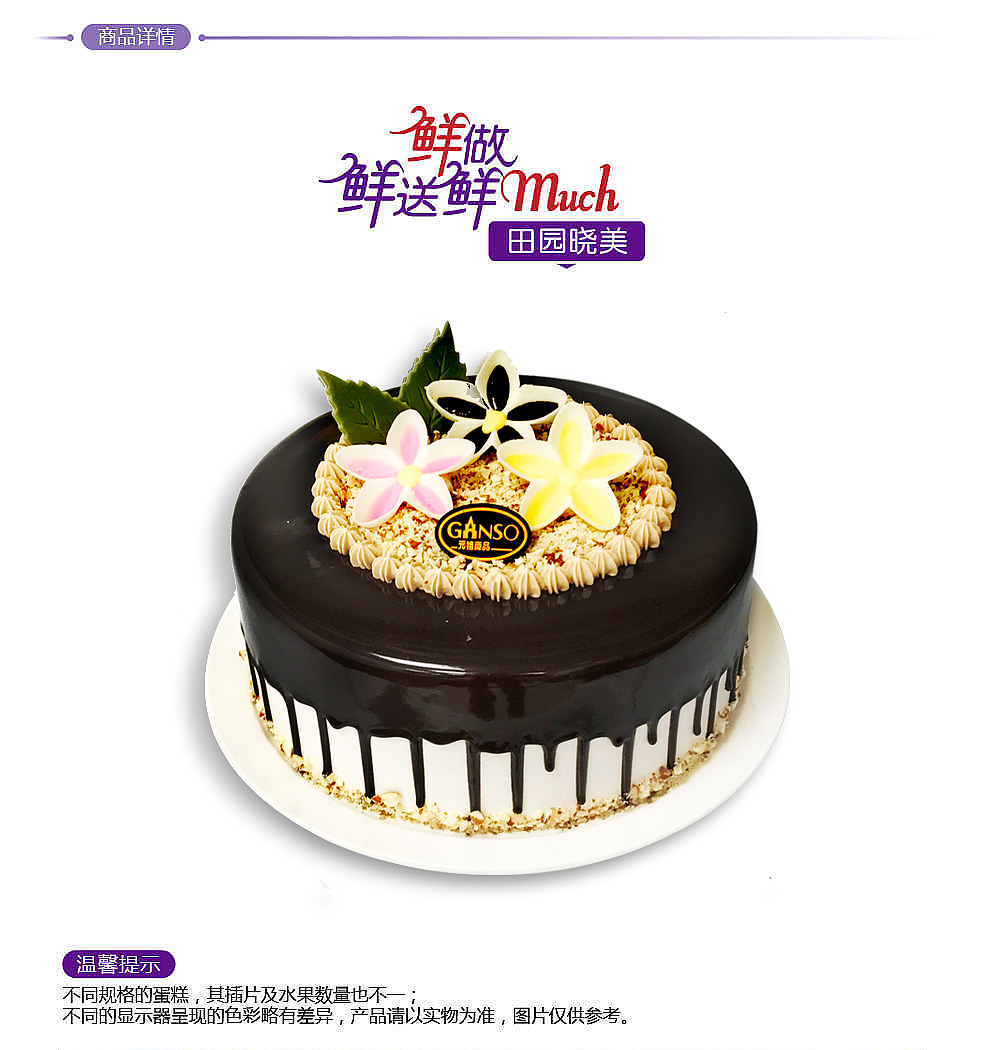 商品详情
鲜做
鲜送鲜Much
田园晓美
GANSO
元祖食品
温馨提示
不同规格的蛋糕，其插片及水果数量也不一；
不同的显示器呈现的色彩略有差异，产品请以实物为准，图片仅供参考。